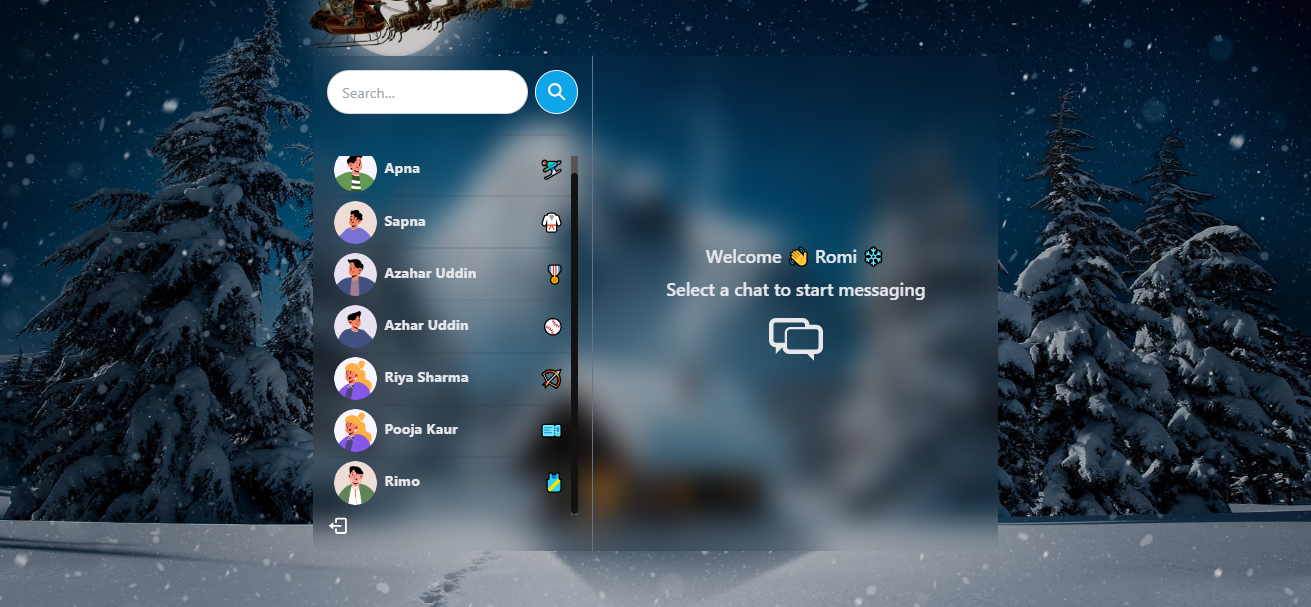 Search...
Apna
Sapna
Azahar Uddin
Azhar Uddin
Riya Sharma
Pooja Kaur
Rimo
Welcome 👋 Romi ❄
Select a chat to start messaging